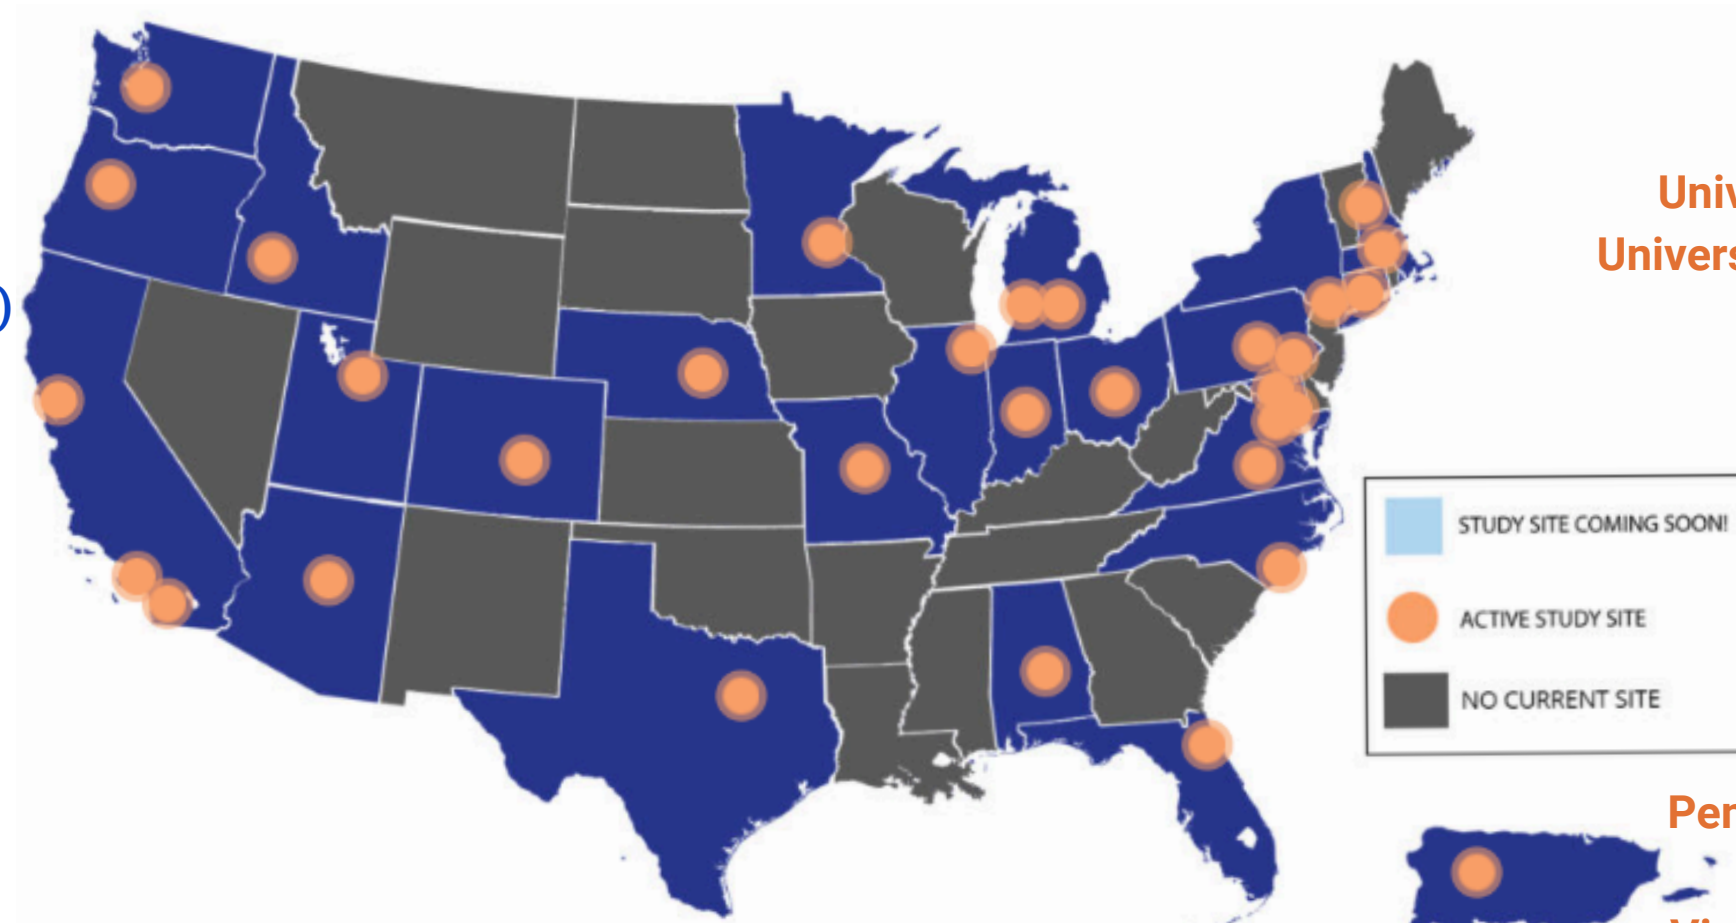 Univ
Univers
)
STUDY SITE COMING SOON!
ACTIVE STUDY SITE
NO CURRENT SITE
Per